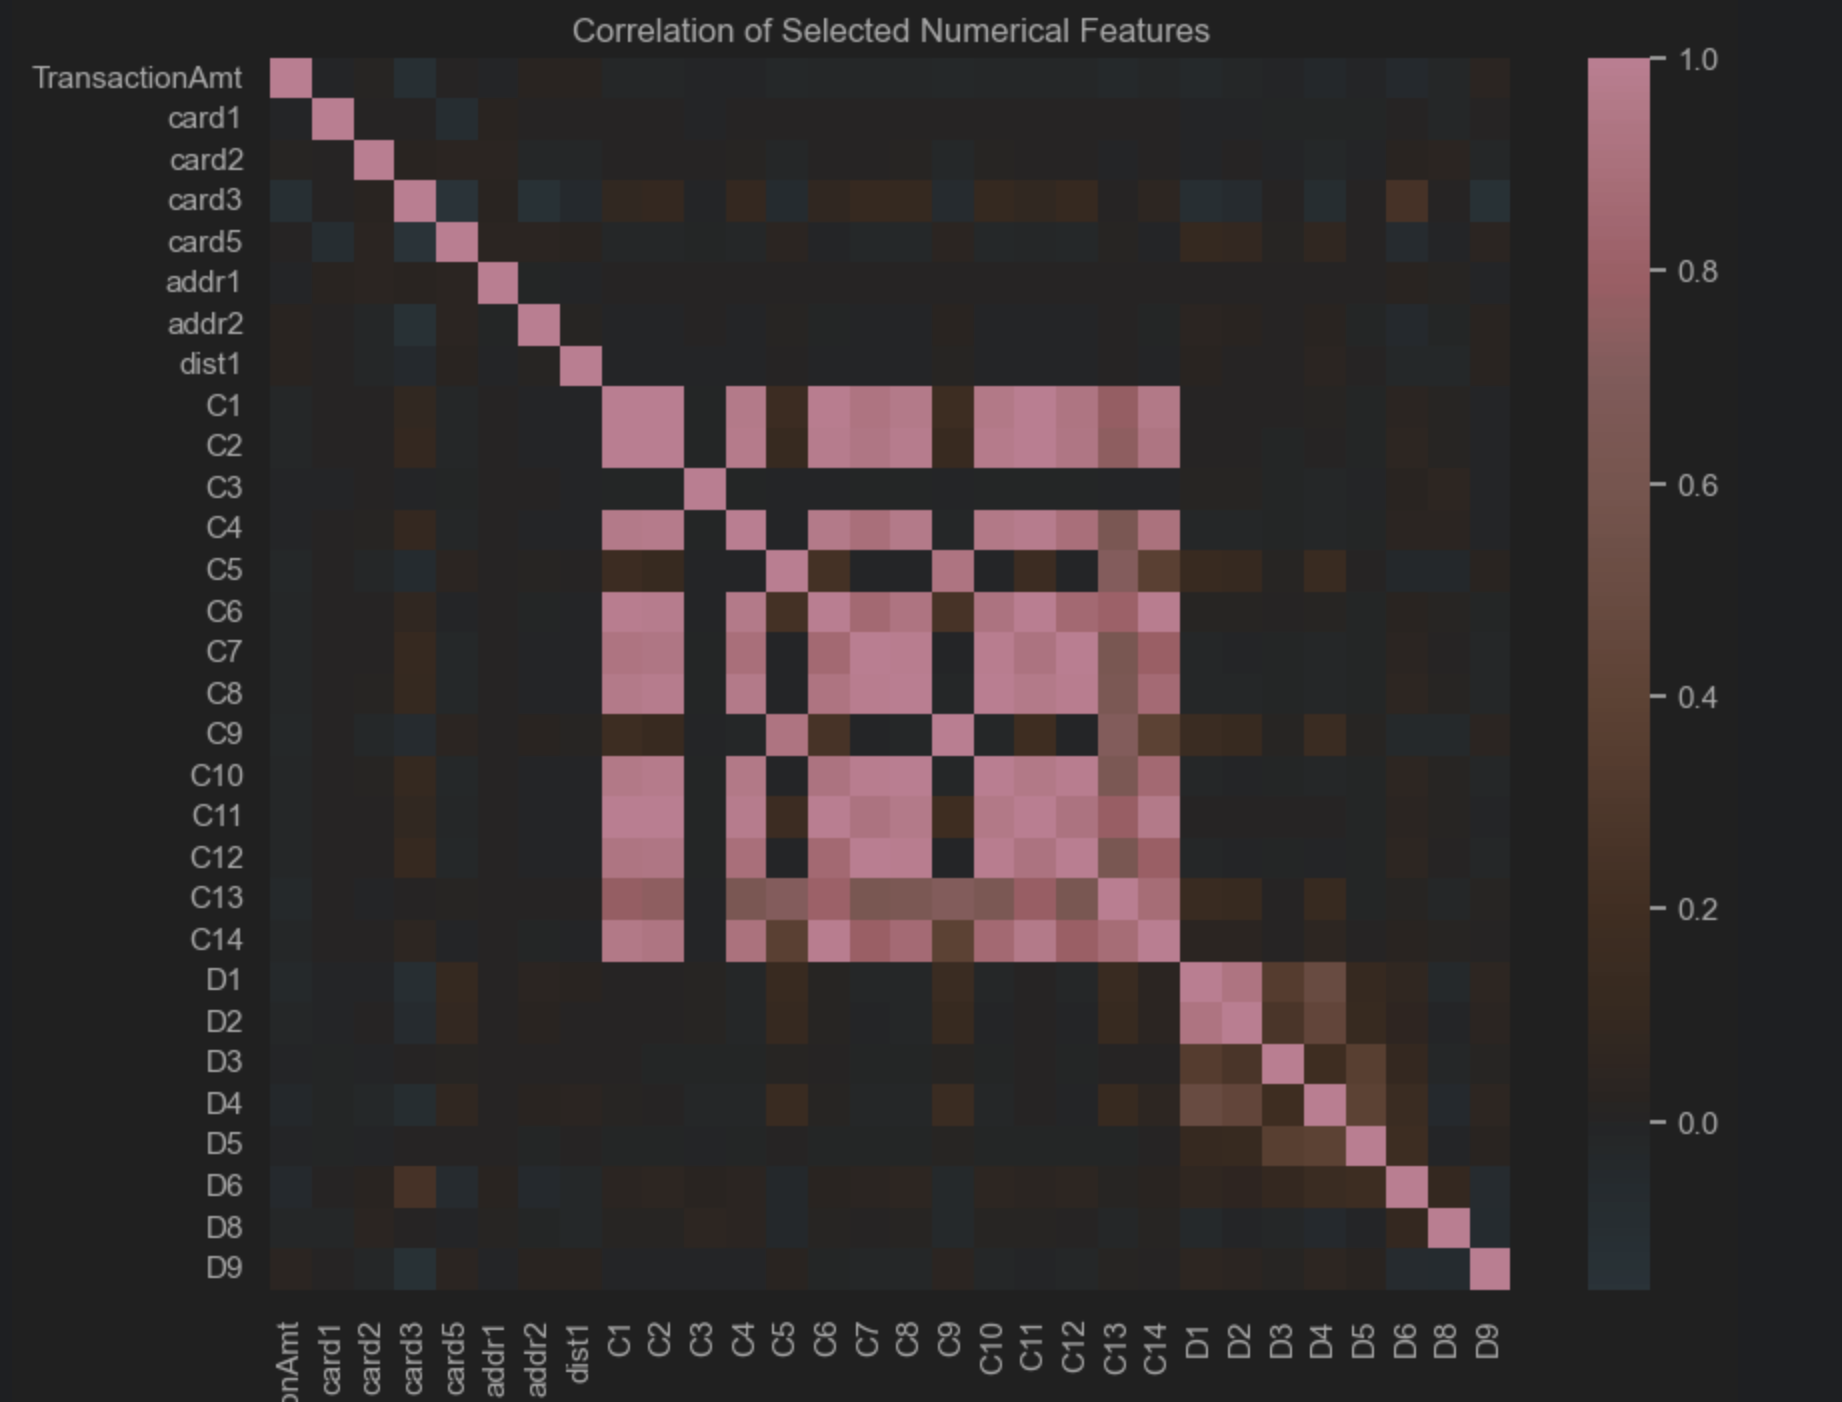 Correlation of Selected Numerical Features
TransactionAmt
card1
card2
card3
card5
addr1
addr2
dist1
C1
C2
C3
C4
C5
C6
C7
C8
C9
C10
C11
C12
C13
C14
D1
D2
D3
D4
D5
D6
D8
D9
1.0
0.8
0.6
0.4
0.2
0.0
onAmt
card1
card2
card3
card5
addr1
addr2
dist1
C1
C2
C3
C4
C5
C6
C7
C8
C9
C10
C11
C12
C13
C14
D1
D2
D3
D4
D5
D6
D8
D9